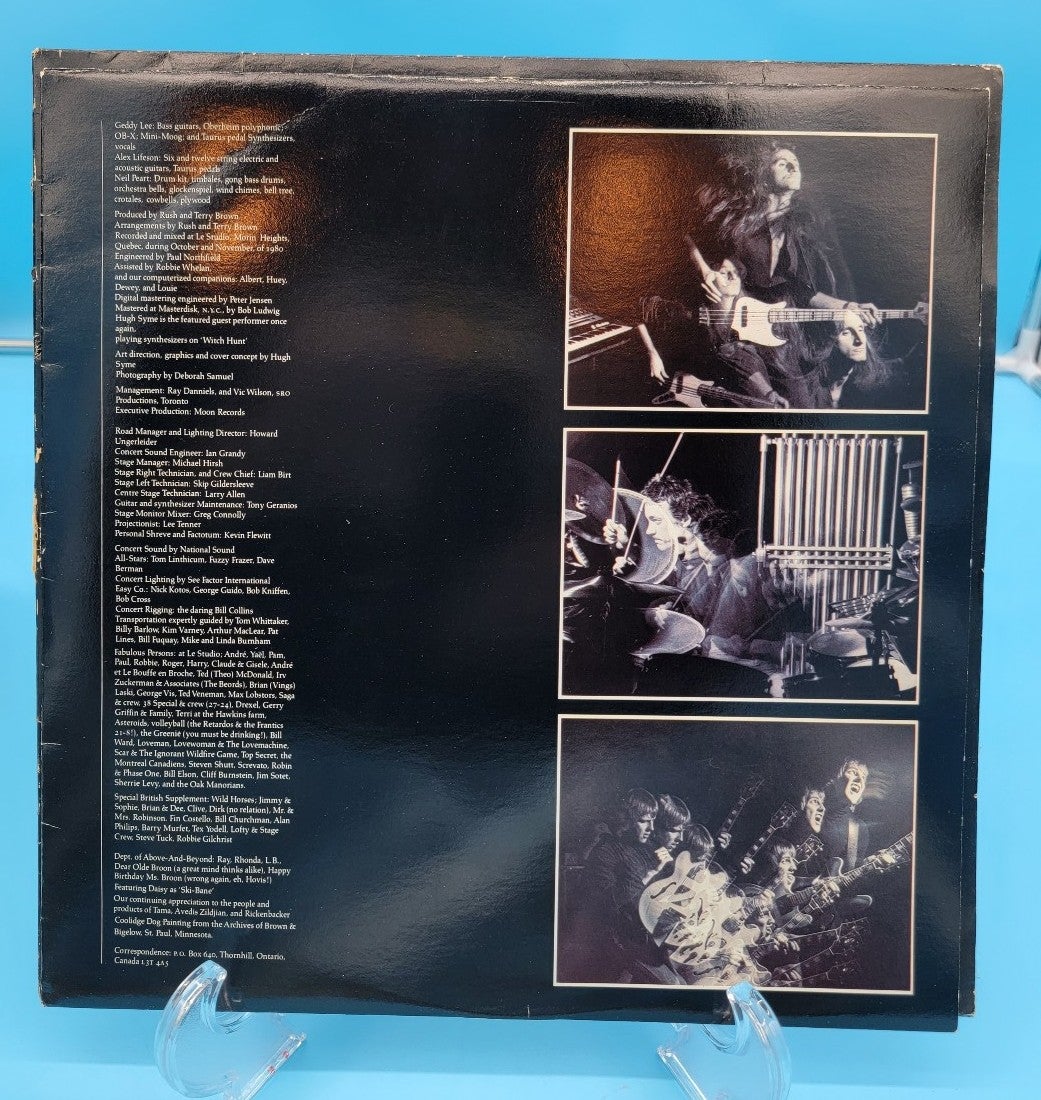 Geddy Lee: Bass guitars, Oberheim polyphonic;
OB-X; Mini-Moog; and Taurus pedal Synthesizers,
vocals
Alex Lifeson: Six and twelve string electric and
acoustic guitars, Taurus pedals
Neil Peart: Drum kit, timbales, gong bass drums,
orchestra bells, glockenspiel, wind chimes, bell tree,
crotales, cowbells, plywood
Produced by Rush and Terry Brown
Arrangements by Rush and Terry Brown
Recorded and mixed at Le Studio, Morin Heights,
Quebec, during October and November, of 1980
Engineered by Paul Northfield
Assisted by Robbie Whelan,
and our computerized companions: Albert, Huey,
Dewey, and Louie
Digital mastering engineered by Peter Jensen
Mastered at Masterdisk, N.Y.C., by Bob Ludwig
Hugh Syme is the featured guest performer once
again,
playing synthesizers on 'Witch Hunt'
Art direction, graphics and cover concept by Hugh
Syme
Photography by Deborah Samuel
Management: Ray Danniels, and Vic Wilson, SRO
Productions, Toronto
Executive Production: Moon Records
Road Manager and Lighting Director: Howard
Ungerleider
Concert Sound Engineer: Ian Grandy
Stage Manager: Michael Hirsh
Stage Right Technician, and Crew Chief: Liam Birt
Stage Left Technician: Skip Gildersleeve
Centre Stage Technician: Larry Allen
Guitar and synthesizer Maintenance: Tony Geranios
Stage Monitor Mixer: Greg Connolly
Projectionist: Lee Tenner
Personal Shreve and Factotum: Kevin Flewitt
Concert Sound by National Sound
All-Stars: Tom Linthicum, Fuzzy Frazer, Dave
Berman
Concert Lighting by See Factor International
Easy Co.: Nick Kotos, George Guido, Bob Kniffen,
Bob Cross
Concert Rigging: the daring Bill Collins
Transportation expertly guided by Tom Whittaker,
Billy Barlow, Kim Varney, Arthur MacLear, Pat
Lines, Bill Fuquay, Mike and Linda Burnham
Fabulous Persons: at Le Studio; André, Yaël, Pam,
Paul, Robbie, Roger, Harry, Claude & Gisele, André
et Le Bouffe en Broche, Ted (Theo) McDonald, Irv
Zuckerman & Associates (The Beords), Brian (Vings)
Laski, George Vis, Ted Veneman, Max Lobstors, Saga
& crew, 38 Special & crew (27-24), Drexel, Gerry
Griffin & Family, Terri at the Hawkins farm,
Asteroids, volleyball (the Retardos & the Frantics
21-8!), the Greenie (you must be drinking!), Bill
Ward, Loveman, Lovewoman & The Lovemachine,
Scar & The Ignorant Wildfire Game, Top Secret, the
Montreal Canadiens, Steven Shutt, Screvato, Robin
& Phase One, Bill Elson, Cliff Burnstein, Jim Sotet,
Sherrie Levy, and the Oak Manorians.
Special British Supplement: Wild Horses; Jimmy &
Sophie, Brian & Dee, Clive, Dirk (no relation), Mr. &
Mrs. Robinson. Fin Costello, Bill Churchman, Alan
Philips, Barry Murfet, Tex Yodell, Lofty & Stage
Crew, Steve Tuck, Robbie Gilchrist
Dept. of Above-And-Beyond: Ray, Rhonda, L.B.,
Dear Olde Broon (a great mind thinks alike), Happy
Birthday Ms. Broon (wrong again, eh, Hovis!)
Featuring Daisy as 'Ski-Bane'
Our continuing appreciation to the people and
products of Tama, Avedis Zildjian, and Rickenbacker
Coolidge Dog Painting from the Archives of Brown &
Bigelow, St. Paul, Minnesota.
Correspondence: P.O. Box 640, Thornhill, Ontario,
Canada L3T 4A5